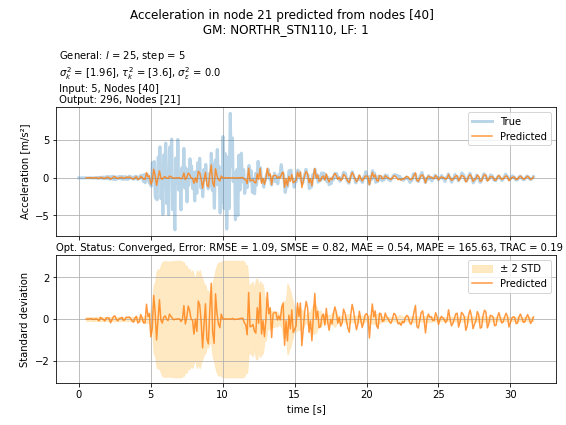 Acceleration in node 21 predicted from nodes [40]
GM: NORTHR_STN110, LF: 1
General: l = 25, step = 5
σ²ₖ = [1.96], τ²ₖ = [3.6], σ²ε = 0.0
Input: 5, Nodes [40]
Output: 296, Nodes [21]
True
Predicted
5
0
−5
Acceleration [m/s²]
Opt. Status: Converged, Error: RMSE = 1.09, SMSE = 0.82, MAE = 0.54, MAPE = 165.63, TRAC = 0.19
± 2 STD
Predicted
2
0
−2
Standard deviation
0 5 10 15 20 25 30
time [s]